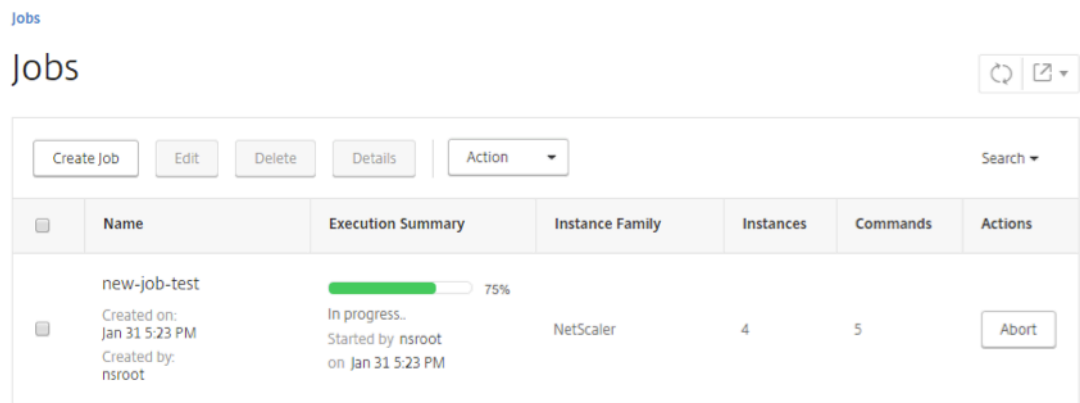 Jobs
Jobs
Create Job Edit Delete Details Action Search
Name Execution Summary Instance Family Instances Commands Actions
new-job-test
Created on:
Jan 31 5:23 PM
Created by:
nsroot
75%
In progress..
Started by nsroot
on Jan 31 5:23 PM
NetScaler
4
5
Abort